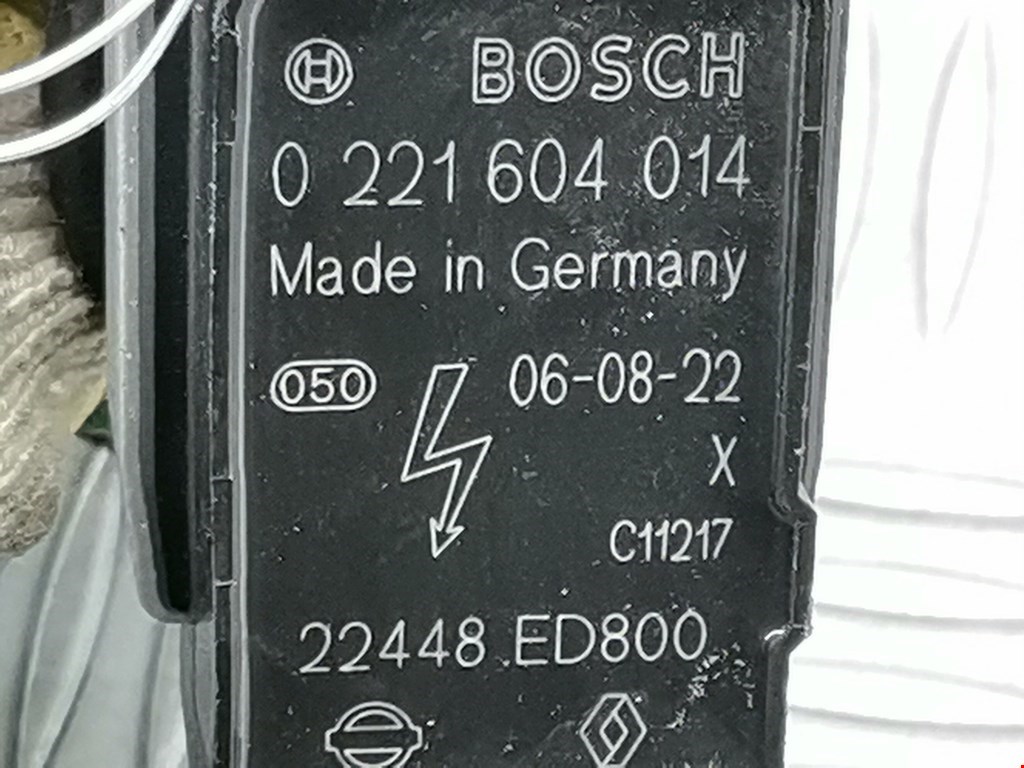 BOSCH
0 221 604 014
Made in Germany
050 06-08-22
X
C11217
22448 ED800